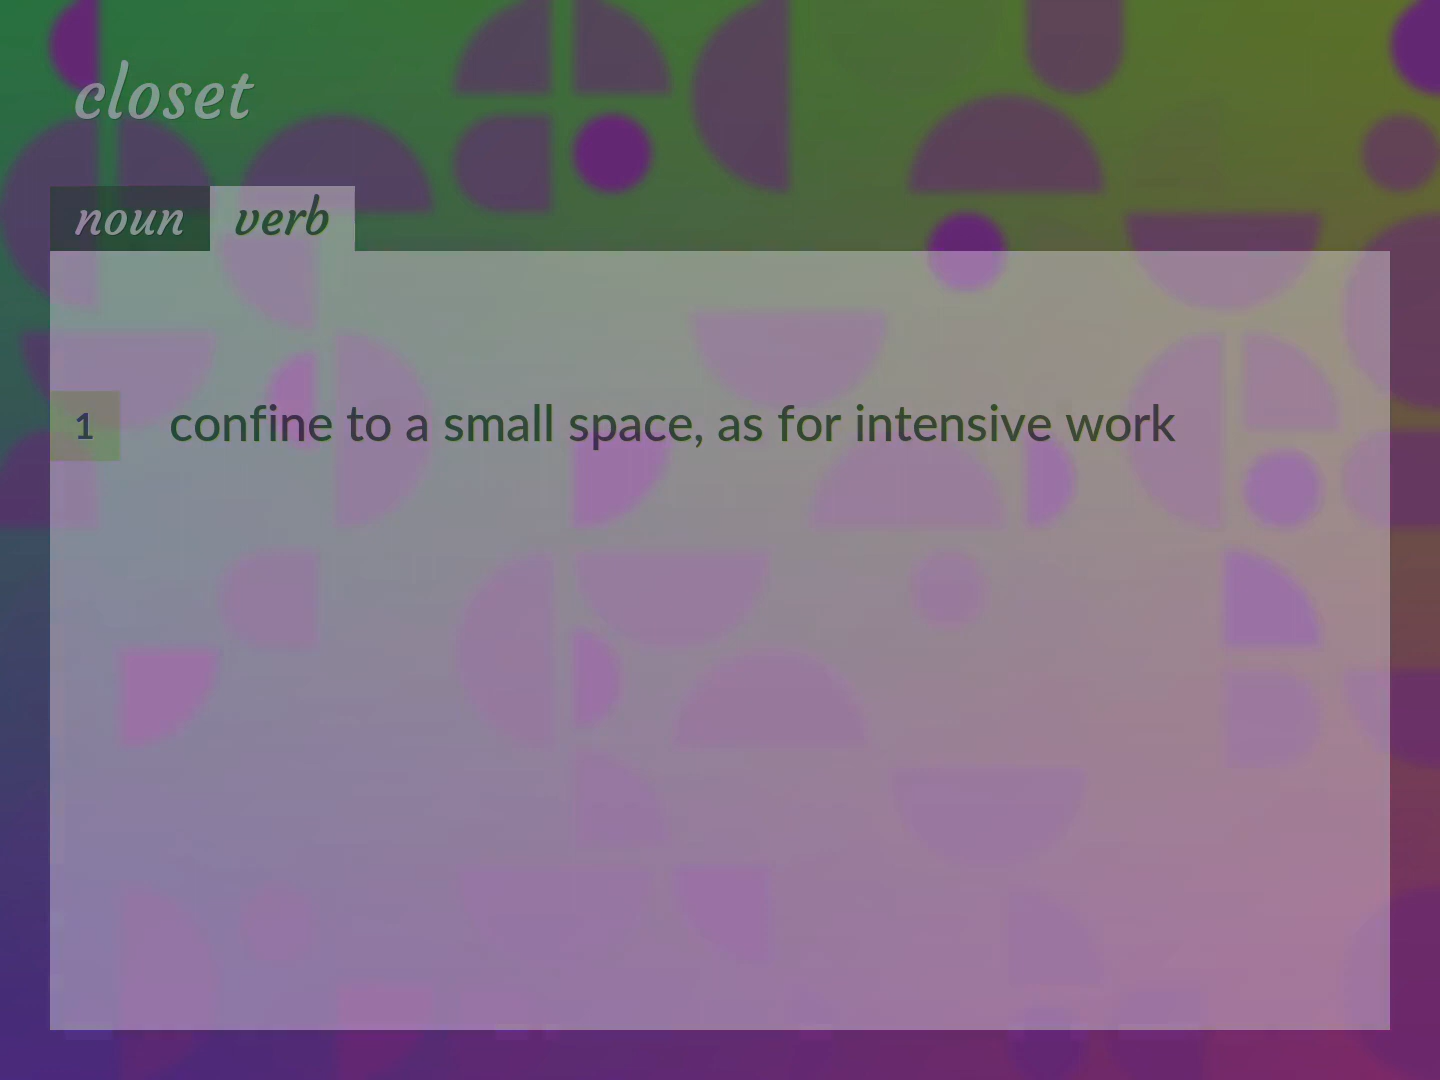 closet
noun verb
1 confine to a small space, as for intensive work